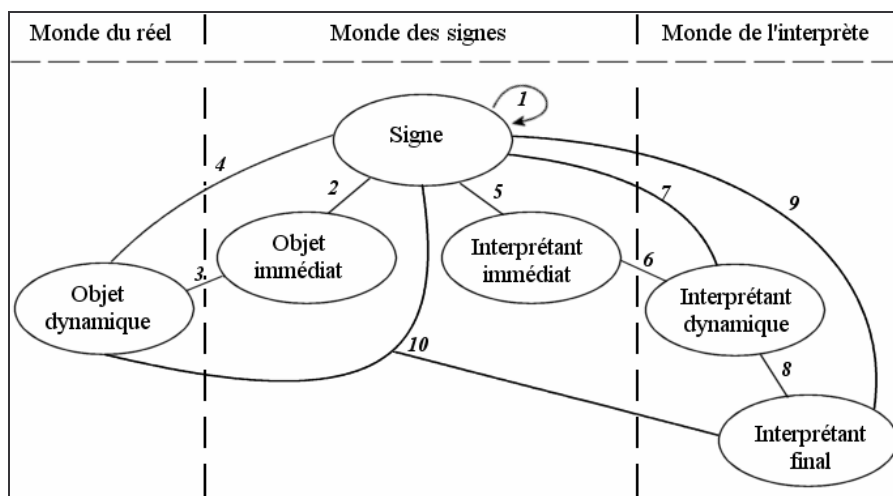 Monde du réel
Monde des signes
Monde de l'interprète
1
Signe
4
2
5
7
9
Objet
immédiat
Interprétant
immédiat
3
6
Objet
dynamique
Interprétant
dynamique
10
8
Interprétant
final